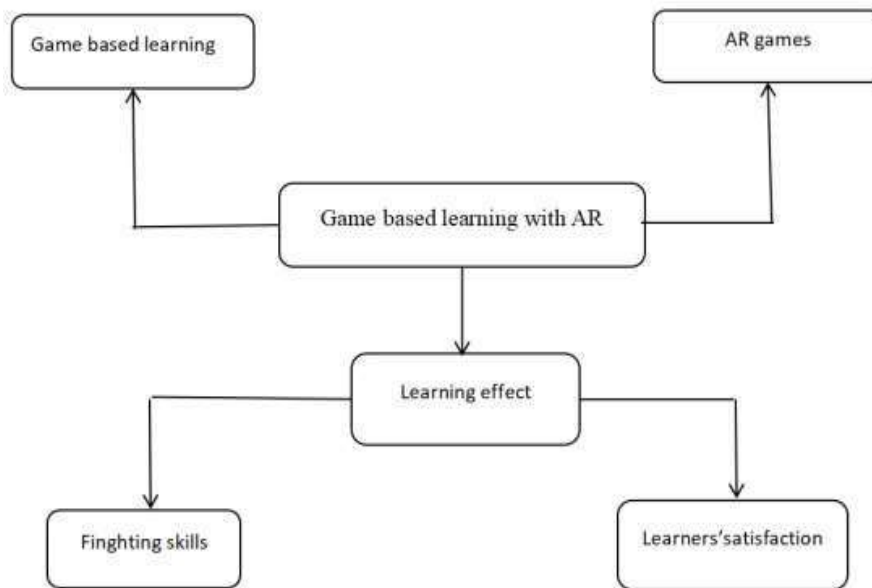 Game based learning
AR games
Game based learning with AR
Learning effect
Finghting skills
Learners'satisfaction